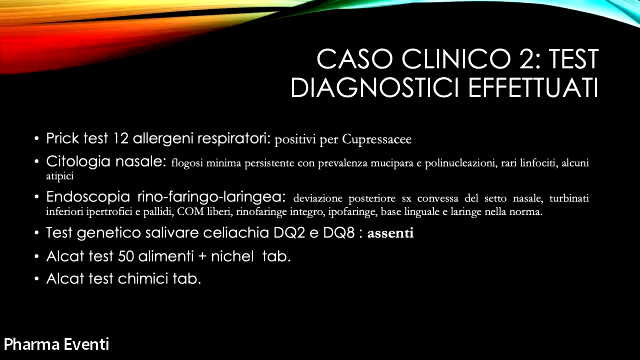 CASO CLINICO 2: TEST
DIAGNOSTICI EFFETTUATI
• Prick test 12 allergeni respiratori: positivi per Cupressacee
• Citologia nasale: flogosi minima persistente con prevalenza mucipara e polinucleazioni, rari linfociti, alcuni
atipici
• Endoscopia rino-faringo-laringea: deviazione posteriore sx convessa del setto nasale, turbinati
inferiori ipertrofici e pallidi, COM liberi, rinofaringe integro, ipofaringe, base linguale e laringe nella norma.
• Test genetico salivare celiachia DQ2 e DQ8 : assenti
• Alcat test 50 alimenti + nichel tab.
• Alcat test chimici tab.
Pharma Eventi